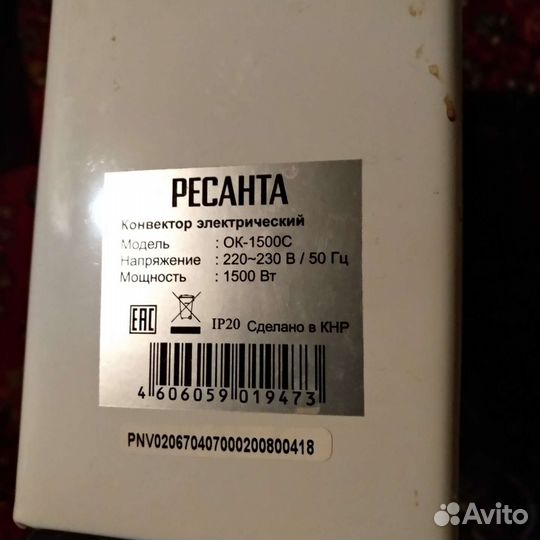 РЕСАНТА
Конвектор электрический
Модель : ОК-1500С
Напряжение : 220~230 В / 50 Гц
Мощность : 1500 Вт
EAC IP20 Сделано в КНР
4 606059 019473
PNV020670407000200800418
Avito